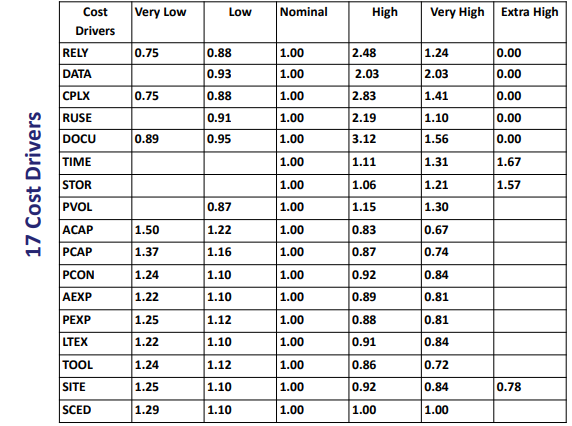 17 Cost Drivers
Cost Drivers Very Low Low Nominal High Very High Extra High
RELY 0.75 0.88 1.00 2.48 1.24 0.00
DATA 0.93 1.00 2.03 2.03 0.00
CPLX 0.75 0.88 1.00 2.83 1.41 0.00
RUSE 0.91 1.00 2.19 1.10 0.00
DOCU 0.89 0.95 1.00 3.12 1.56 0.00
TIME 1.00 1.11 1.31 1.67
STOR 1.00 1.06 1.21 1.57
PVOL 0.87 1.00 1.15 1.30
ACAP 1.50 1.22 1.00 0.83 0.67
PCAP 1.37 1.16 1.00 0.87 0.74
PCON 1.24 1.10 1.00 0.92 0.84
AEXP 1.22 1.10 1.00 0.89 0.81
PEXP 1.25 1.12 1.00 0.88 0.81
LTEX 1.22 1.10 1.00 0.91 0.84
TOOL 1.24 1.12 1.00 0.86 0.72
SITE 1.25 1.10 1.00 0.92 0.84 0.78
SCED 1.29 1.10 1.00 1.00 1.00